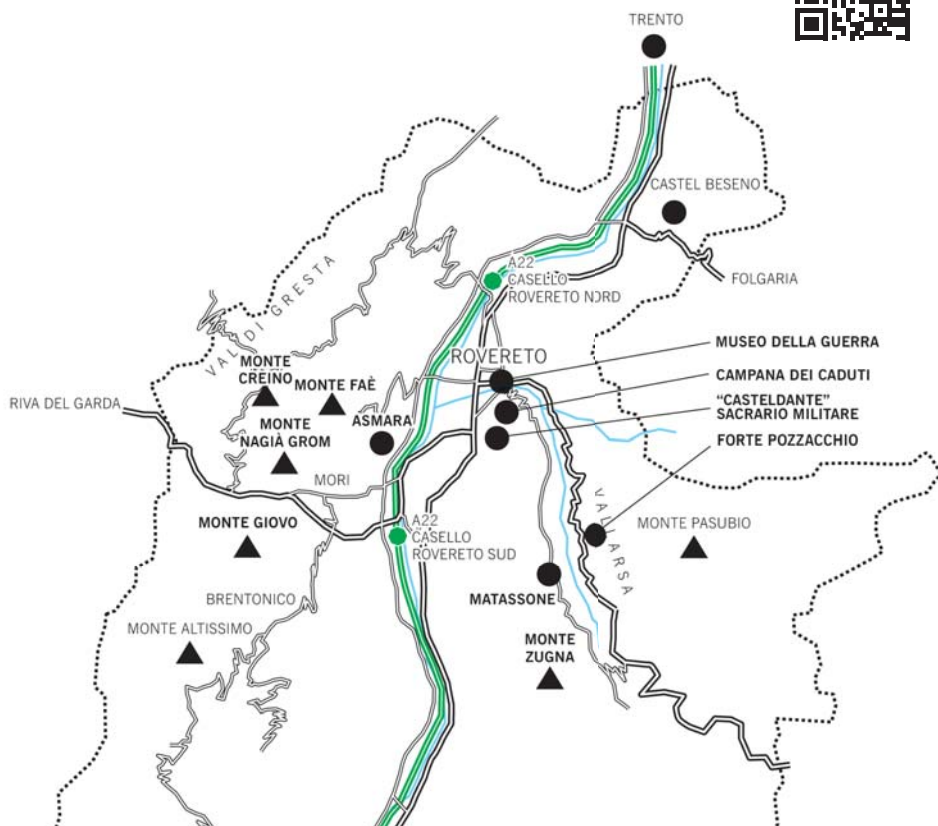 TRENTO
CASTEL BESENO
FOLGARIA
A22
CASELLO
ROVERETO NORD
VAL DI GRESTA
ROVERETO
MUSEO DELLA GUERRA
CAMPANA DEI CADUTI
“CASTELDANTE”
SACRARIO MILITARE
FORTE POZZACCHIO
MONTE
CREINO
MONTE FAÈ
RIVA DEL GARDA
ASMARA
MONTE
NAGIÀ GROM
MORI
MONTE GIOVO
A22
CASELLO
ROVERETO SUD
VALLARSA
MONTE PASUBIO
BRENTONICO
MATASSONE
MONTE ALTISSIMO
MONTE
ZUGNA